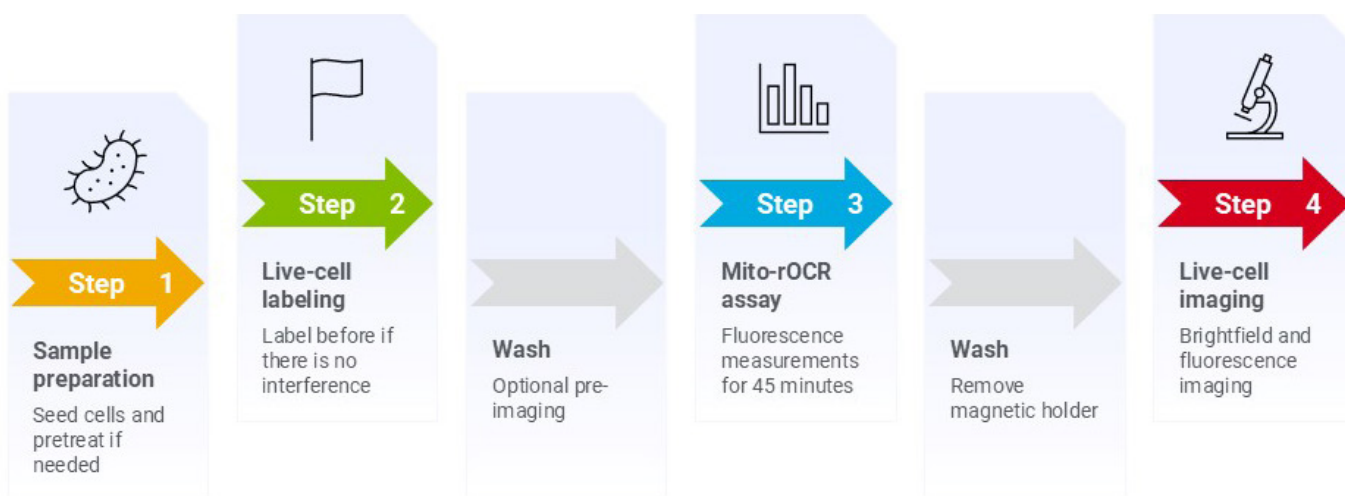 Step 1
Sample
preparation
Seed cells and
pretreat if
needed
Step 2
Live-cell
labeling
Label before if
there is no
interference
Wash
Optional pre-
imaging
Step 3
Mito-rOCR
assay
Fluorescence
measurements
for 45 minutes
Wash
Remove
magnetic holder
Step 4
Live-cell
imaging
Brightfield and
fluorescence
imaging